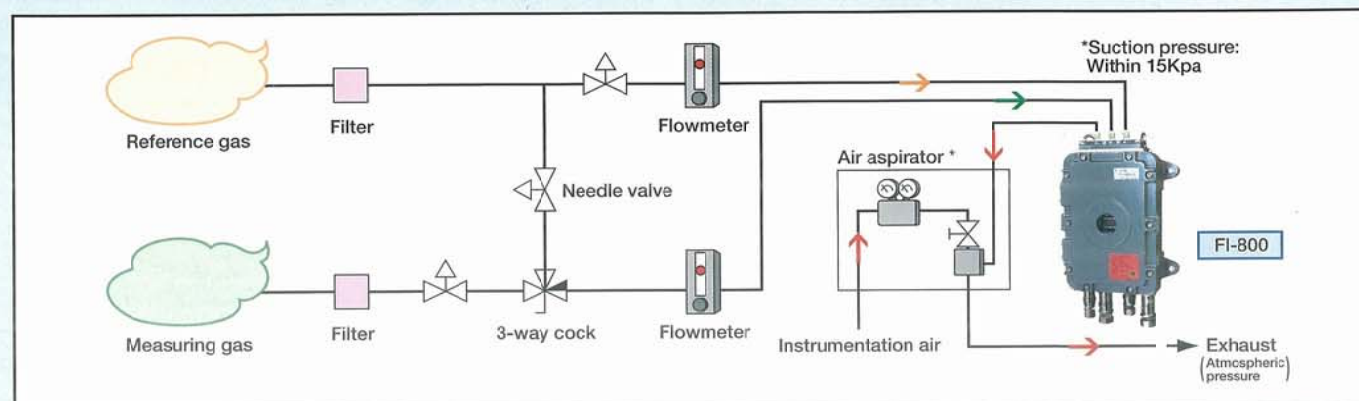 *Suction pressure:
Within 15Kpa
Reference gas
Filter
Flowmeter
Air aspirator *
Needle valve
FI-800
Measuring gas
Filter
3-way cock
Flowmeter
Instrumentation air
Exhaust
(Atmcspheric
pressure)